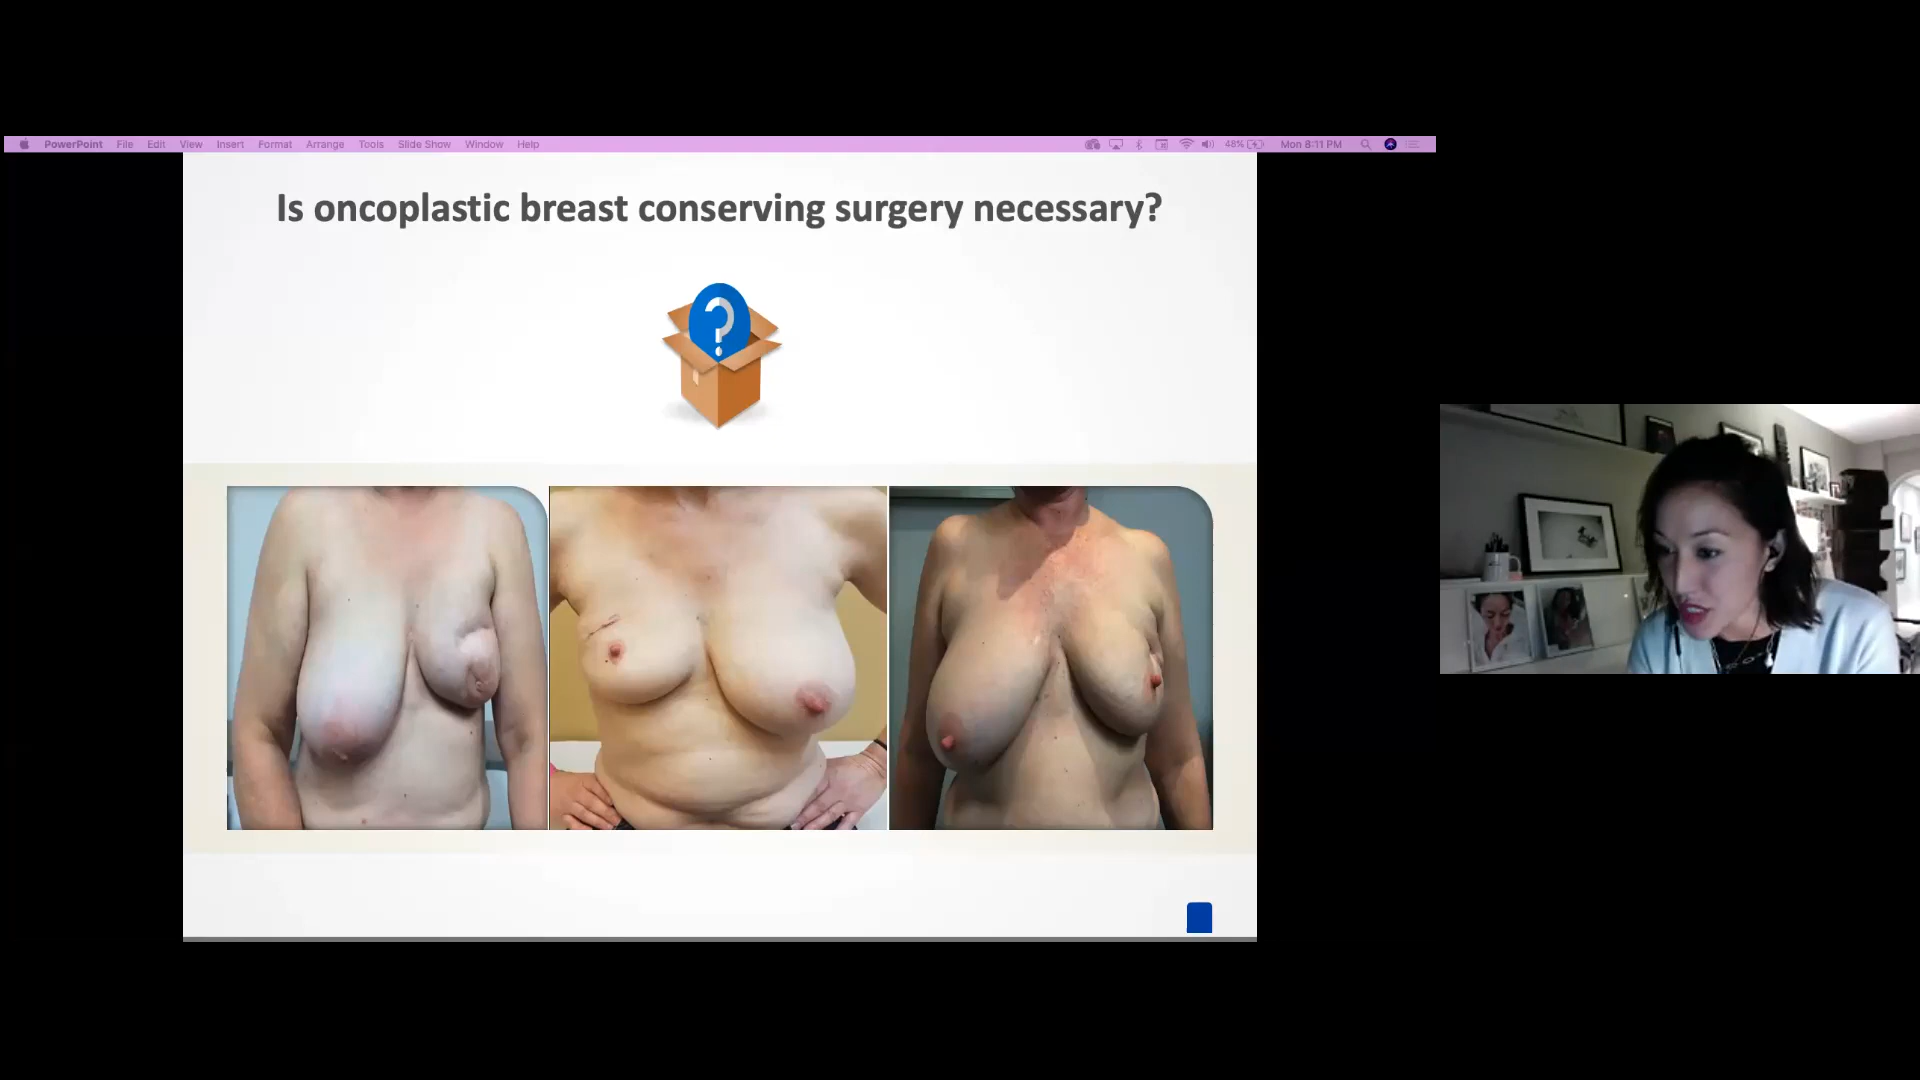 PowerPoint File Edit View Insert Format Arrange Tools Slide Show Window Help 48% Mon 8:11 PM
Is oncoplastic breast conserving surgery necessary?
?